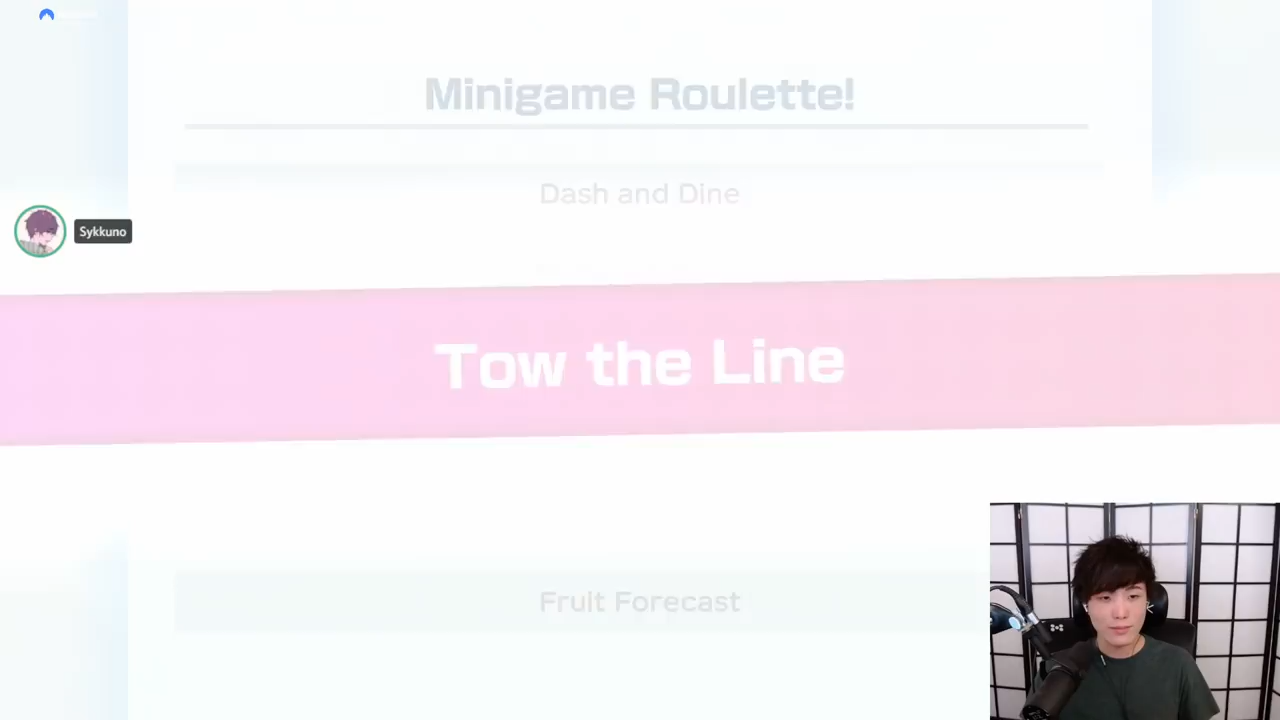 Minigame Roulette!
Dash and Dine
Sykkuno
Tow the Line
Fruit Forecast